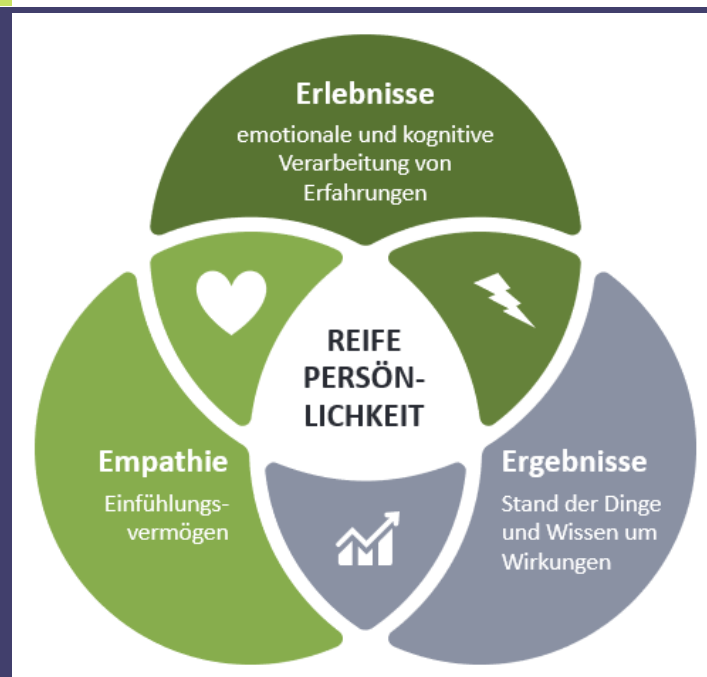 Erlebnisse
emotionale und kognitive
Verarbeitung von
Erfahrungen
REIFE
PERSÖN-
LICHKEIT
Empathie
Einfühlungs-
vermögen
Ergebnisse
Stand der Dinge
und Wissen um
Wirkungen